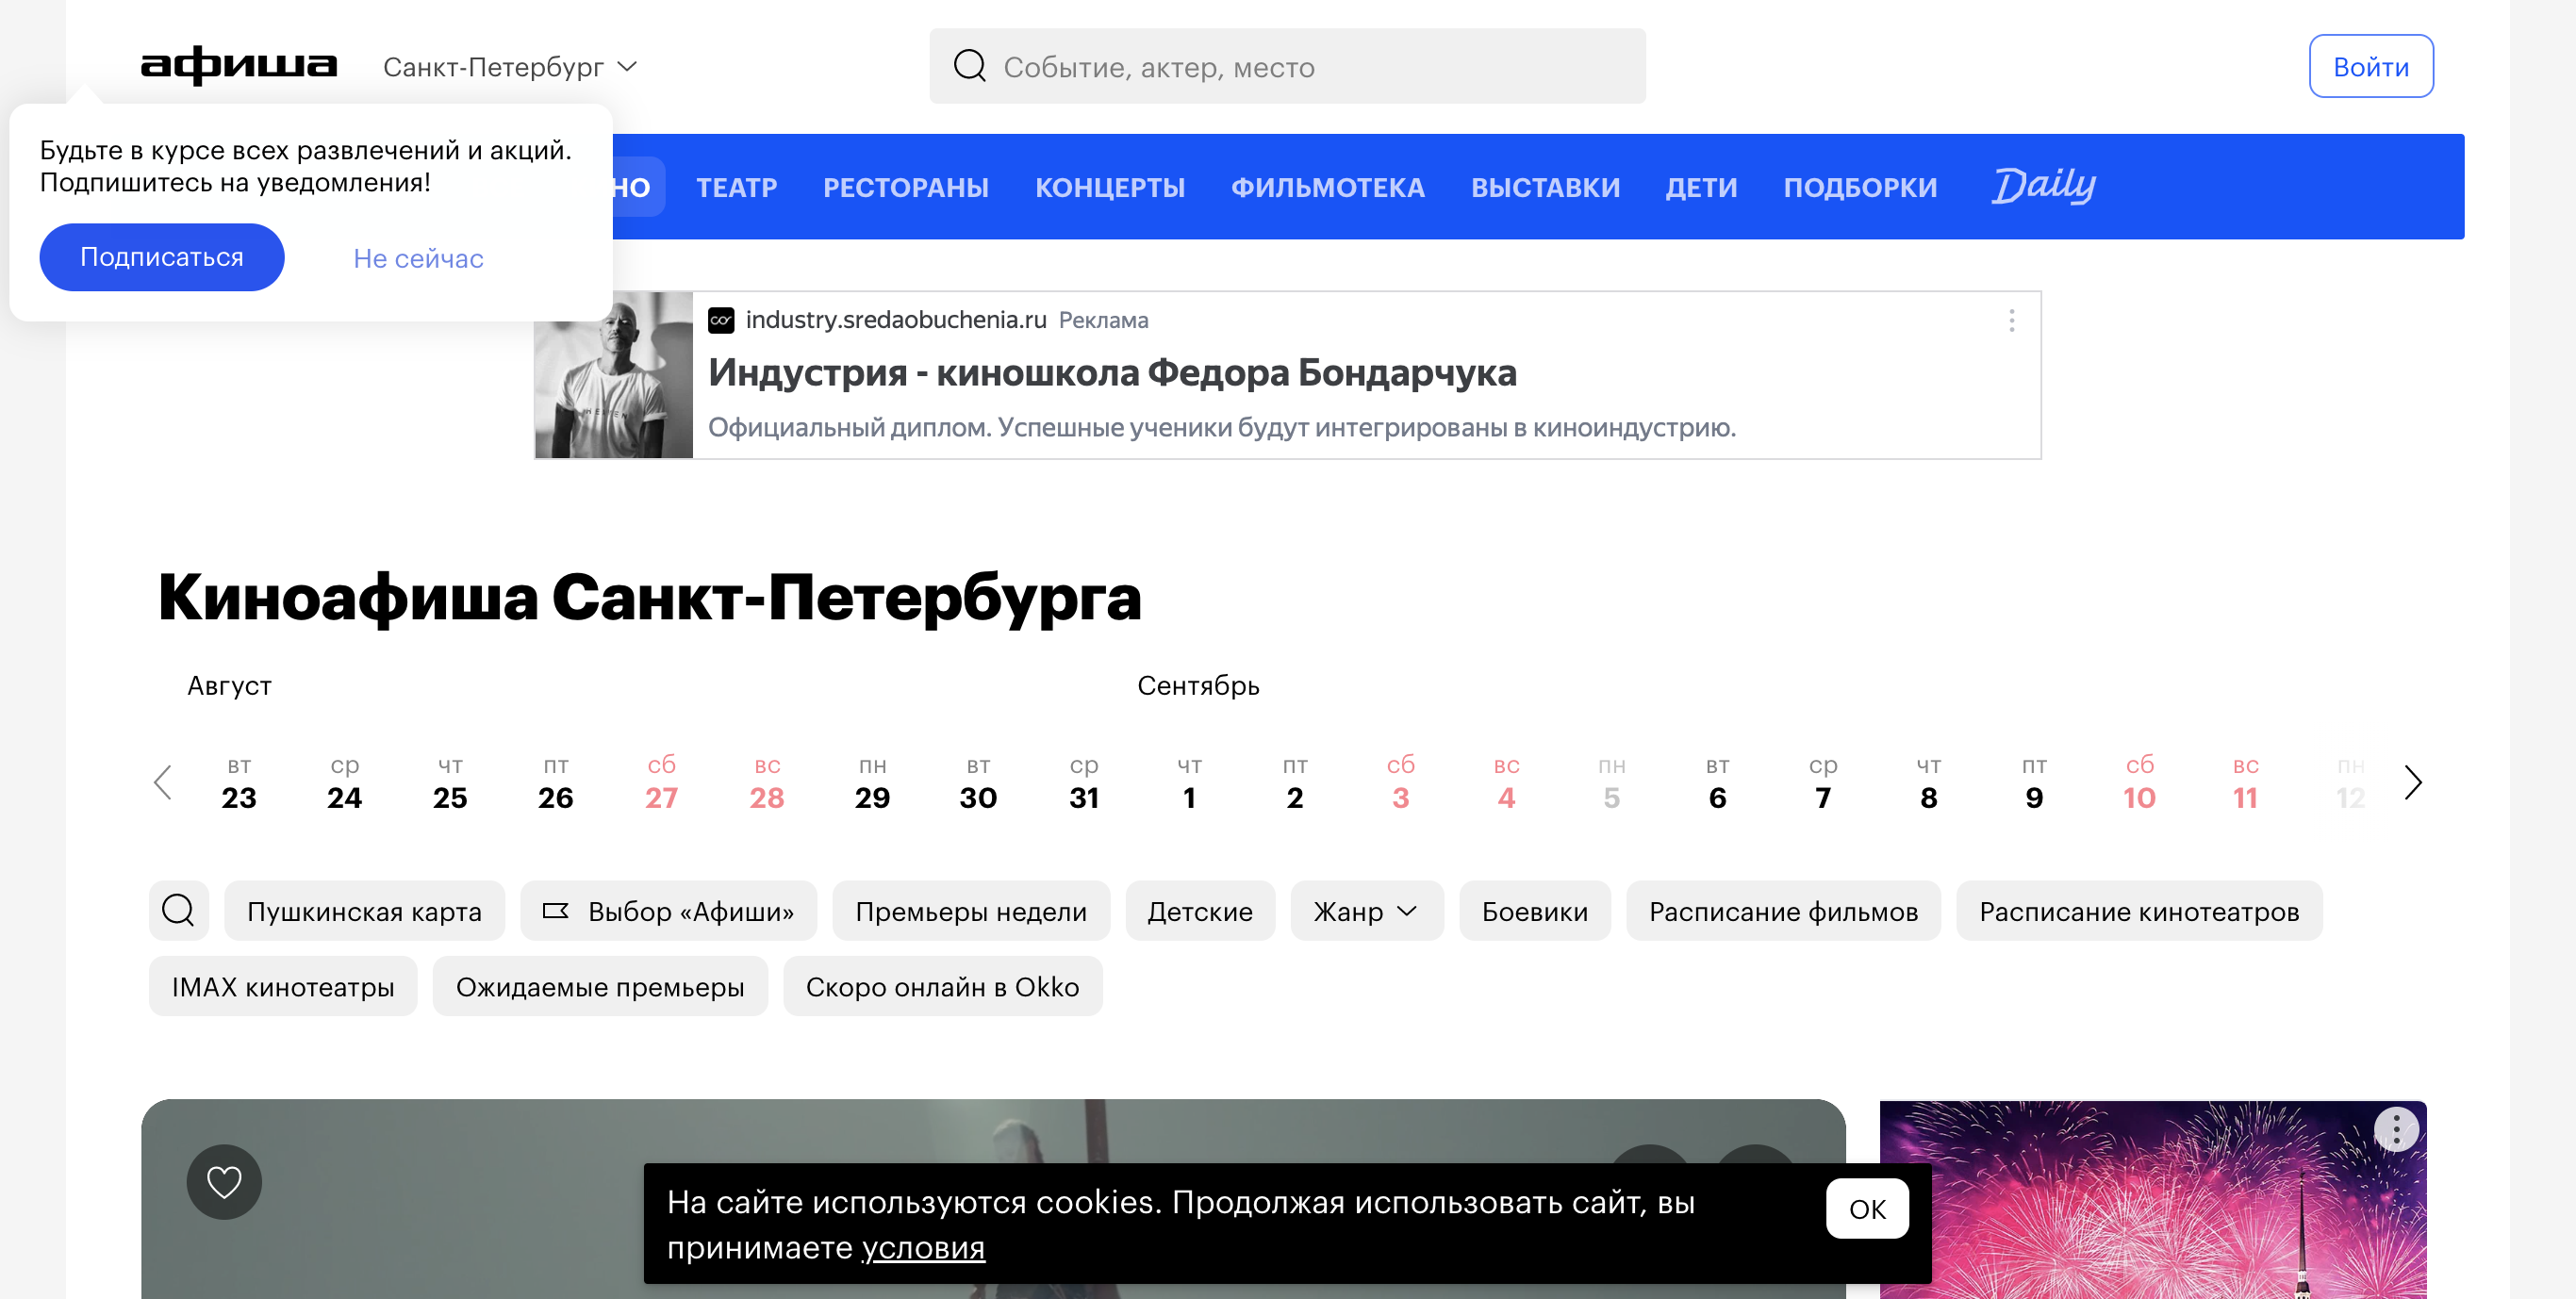 афиша
Санкт-Петербург
Событие, актер, место
Войти
Будьте в курсе всех развлечений и акций.
Подпишитесь на уведомления!
Подписаться
Не сейчас
НО
ТЕАТР
РЕСТОРАНЫ
КОНЦЕРТЫ
ФИЛЬМОТЕКА
ВЫСТАВКИ
ДЕТИ
ПОДБОРКИ
Daily
industry.sredaobuchenia.ru Реклама
Индустрия - киношкола Федора Бондарчука
Официальный диплом. Успешные ученики будут интегрированы в киноиндустрию.
Киноафиша Санкт-Петербурга
Август
Сентябрь
вт ср чт пт сб вс пн вт ср чт пт сб вс пн вт ср чт пт сб вс пн
23 24 25 26 27 28 29 30 31 1 2 3 4 5 6 7 8 9 10 11 12
Пушкинская карта
Выбор «Афиши»
Премьеры недели
Детские
Жанр
Боевики
Расписание фильмов
Расписание кинотеатров
IMAX кинотеатры
Ожидаемые премьеры
Скоро онлайн в Okko
На сайте используются cookies. Продолжая использовать сайт, вы
принимаете условия
ОК